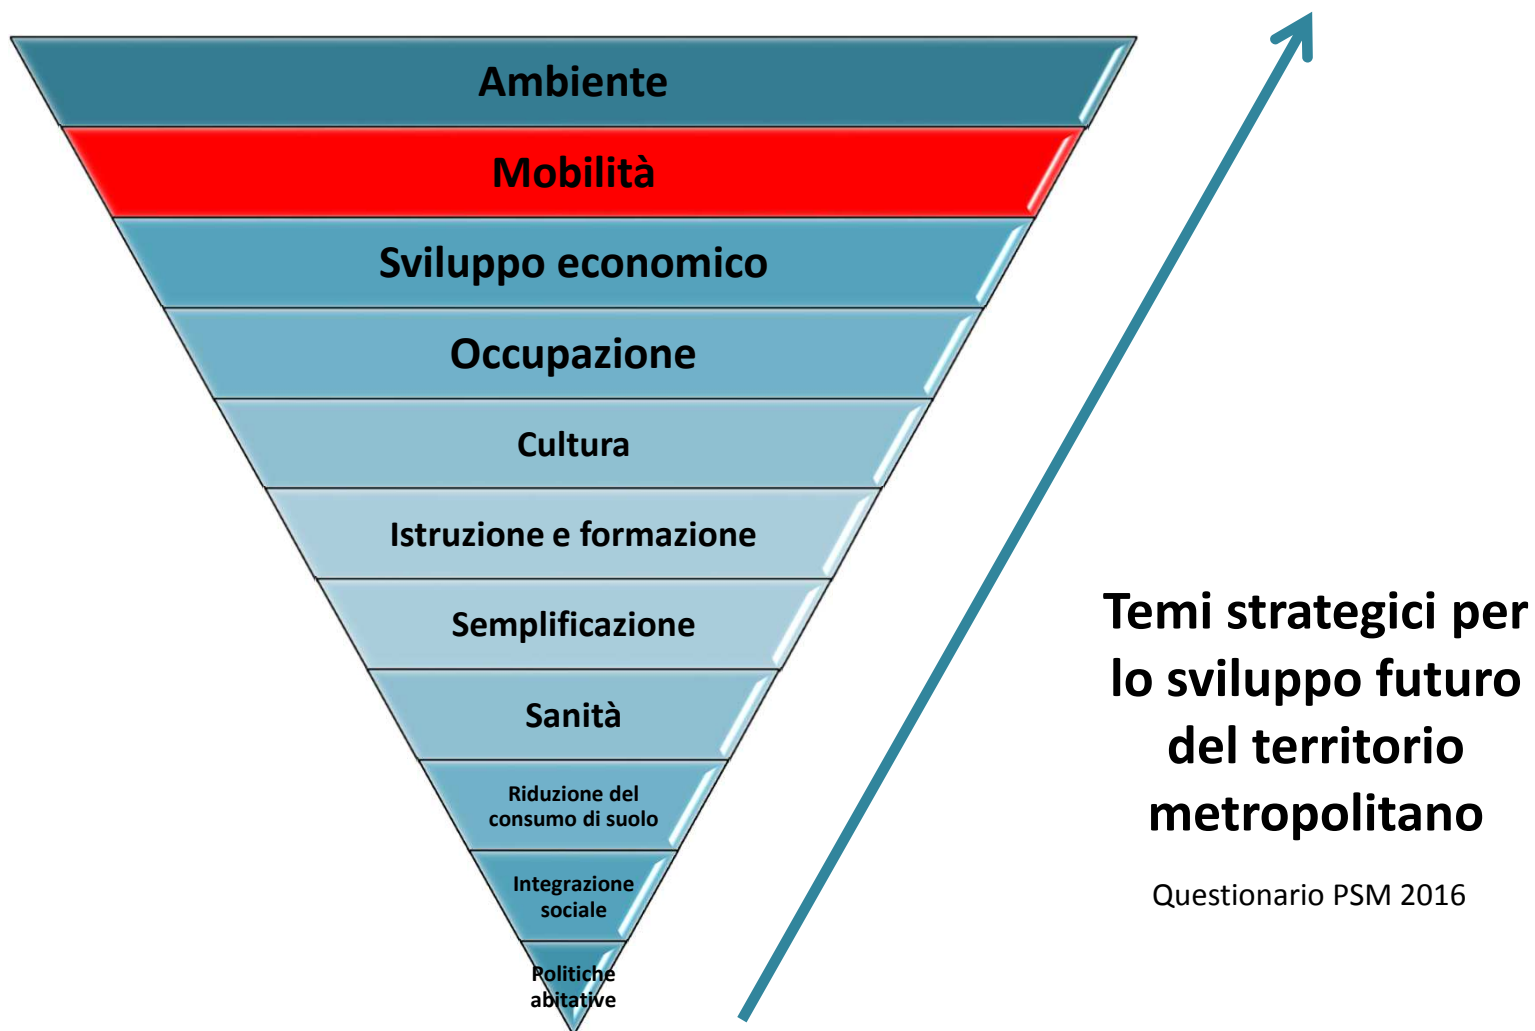 Ambiente
Mobilità
Sviluppo economico
Occupazione
Cultura
Istruzione e formazione
Semplificazione
Sanità
Riduzione del
consumo di suolo
Integrazione
sociale
Politiche
abitative
Temi strategici per
lo sviluppo futuro
del territorio
metropolitano
Questionario PSM 2016